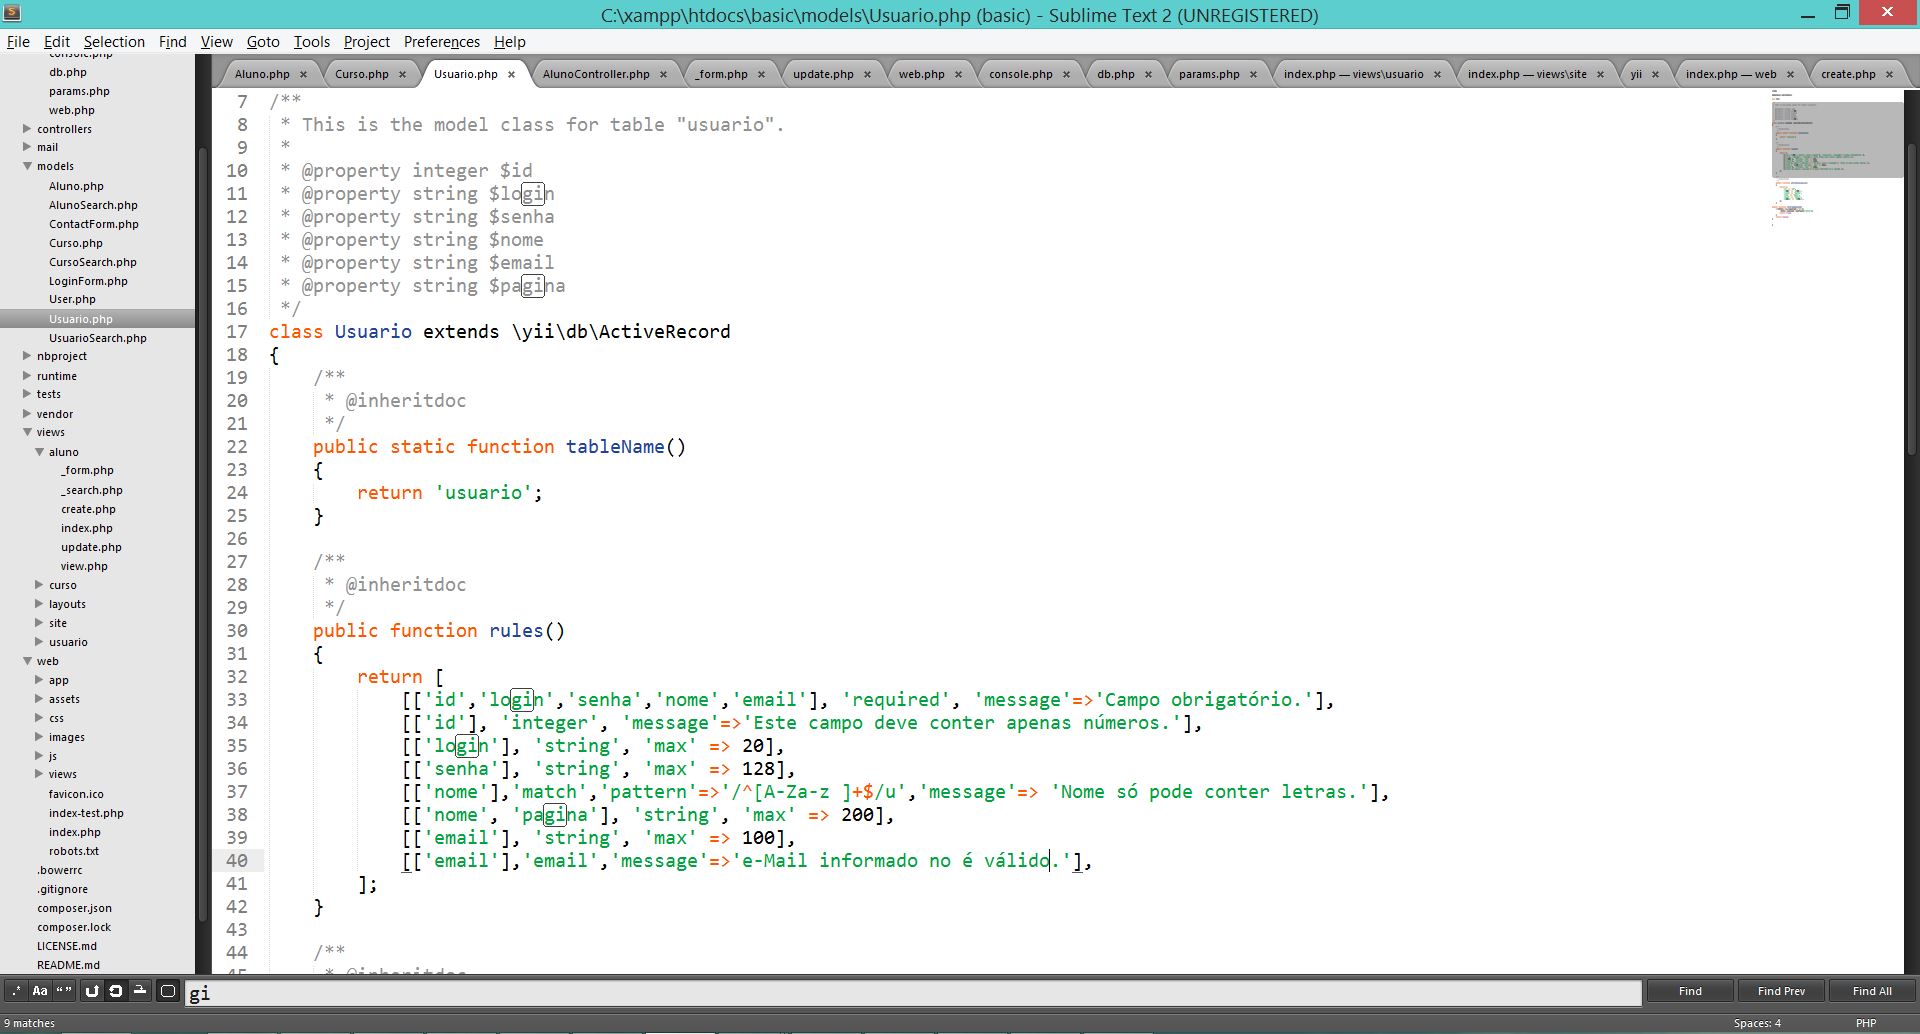 C:\xampp\htdocs\basic\models\Usuario.php (basic) - Sublime Text 2 (UNREGISTERED)
File Edit Selection Find View Goto Tools Project Preferences Help
console.php
db.php
params.php
web.php
controllers
mail
models
Aluno.php
AlunoSearch.php
ContactForm.php
Curso.php
CursoSearch.php
LoginForm.php
User.php
Usuario.php
UsuarioSearch.php
nbproject
runtime
tests
vendor
views
aluno
_form.php
_search.php
create.php
index.php
update.php
view.php
curso
layouts
site
usuario
web
app
assets
css
images
js
views
favicon.ico
index-test.php
index.php
robots.txt
.bowerrc
.gitignore
composer.json
composer.lock
LICENSE.md
README.md
Aluno.php × Curso.php × Usuario.php × AlunoController.php × _form.php × update.php × web.php × console.php × db.php × params.php × index.php — views\usuario × index.php — views\site × yii × index.php — web × create.php ×
7 /**
8  * This is the model class for table "usuario".
9  *
10  * @property integer $id
11  * @property string $login
12  * @property string $senha
13  * @property string $nome
14  * @property string $email
15  * @property string $pagina
16  */
17 class Usuario extends \yii\db\ActiveRecord
18 {
19     /**
20      * @inheritdoc
21      */
22     public static function tableName()
23     {
24         return 'usuario';
25     }
26
27     /**
28      * @inheritdoc
29      */
30     public function rules()
31     {
32         return [
33             [['id','login','senha','nome','email'], 'required', 'message'=>'Campo obrigatório.'],
34             [['id'], 'integer', 'message'=>'Este campo deve conter apenas números.'],
35             [['login'], 'string', 'max' => 20],
36             [['senha'], 'string', 'max' => 128],
37             [['nome'],'match','pattern'=>'/^[A-Za-z ]+$/u','message'=> 'Nome só pode conter letras.'],
38             [['nome', 'pagina'], 'string', 'max' => 200],
39             [['email'], 'string', 'max' => 100],
40             [['email'],'email','message'=>'e-Mail informado no é válido.'],
41         ];
42     }
43
44     /**
45      * @inheritdoc
.* Aa “” gi Find Find Prev Find All
9 matches Spaces: 4 PHP